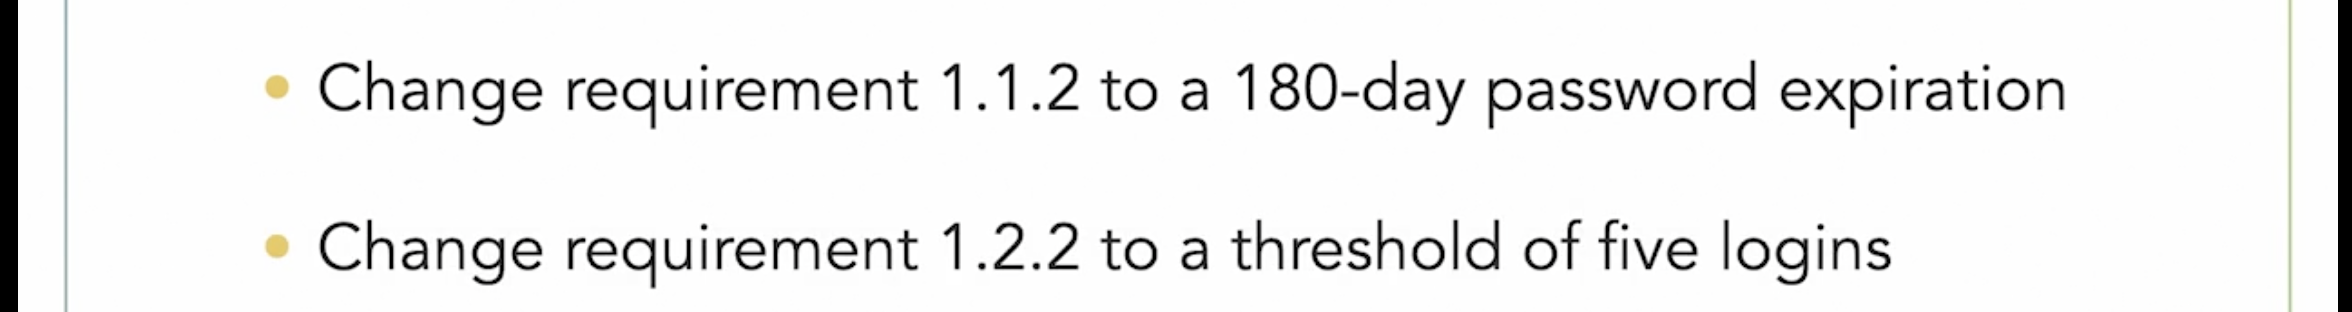 • Change requirement 1.1.2 to a 180-day password expiration
• Change requirement 1.2.2 to a threshold of five logins